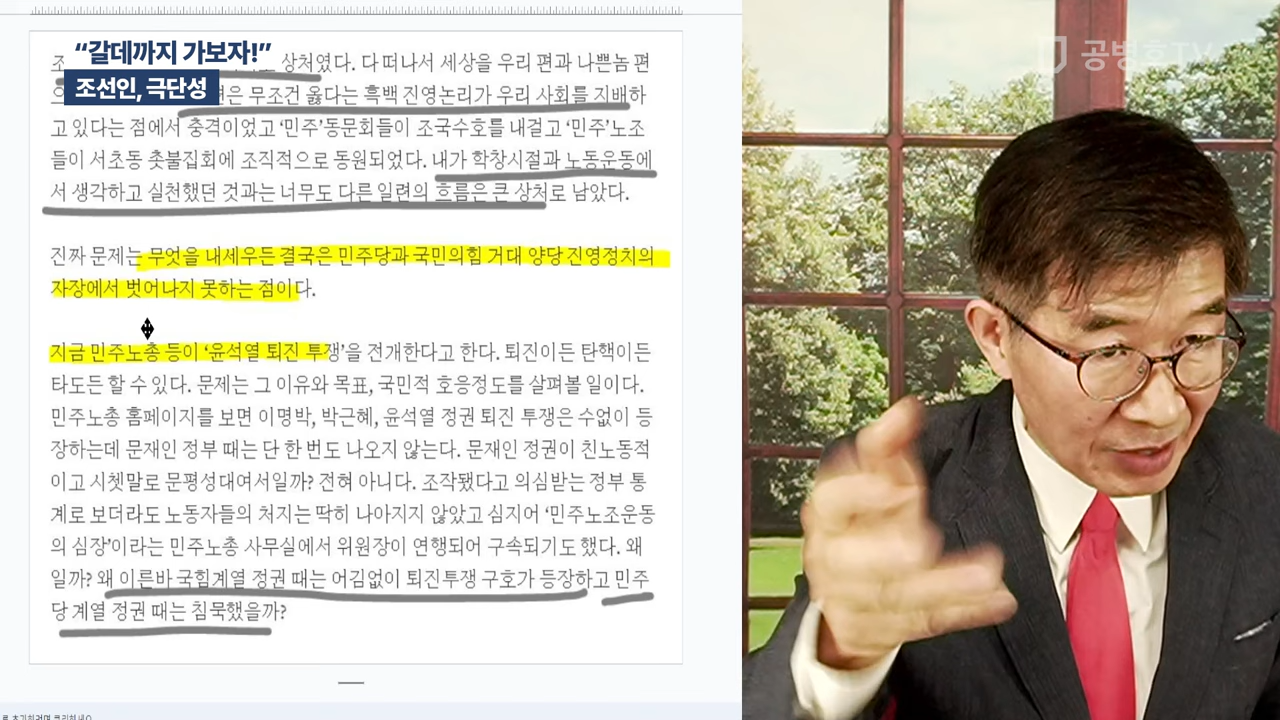 “갈데까지 가보자!”
조선인, 극단성
공병호TV
조 상처였다. 다 떠나서 세상을 우리 편과 나쁜놈 편
은 무조건 옳다는 흑백 진영논리가 우리 사회를 지배하
고 있다는 점에서 충격이었고 ‘민주’동문회들이 조국수호를 내걸고 ‘민주’노조
들이 서초동 촛불집회에 조직적으로 동원되었다. 내가 학창시절과 노동운동에
서 생각하고 실천했던 것과는 너무도 다른 일련의 흐름은 큰 상처로 남았다.
진짜 문제는 무엇을 내세우든 결국은 민주당과 국민의힘 거대 양당 진영정치의
자장에서 벗어나지 못하는 점이다.
지금 민주노총 등이 ‘윤석열 퇴진 투쟁’을 전개한다고 한다. 퇴진이든 탄핵이든
타도든 할 수 있다. 문제는 그 이유와 목표, 국민적 호응정도를 살펴볼 일이다.
민주노총 홈페이지를 보면 이명박, 박근혜, 윤석열 정권 퇴진 투쟁은 수없이 등
장하는데 문재인 정부 때는 단 한 번도 나오지 않는다. 문재인 정권이 친노동적
이고 시쳇말로 문평성대여서일까? 전혀 아니다. 조작됐다고 의심받는 정부 통
계로 보더라도 노동자들의 처지는 딱히 나아지지 않았고 심지어 ‘민주노조운동
의 심장’이라는 민주노총 사무실에서 위원장이 연행되어 구속되기도 했다. 왜
일까? 왜 이른바 국힘계열 정권 때는 어김없이 퇴진투쟁 구호가 등장하고 민주
당 계열 정권 때는 침묵했을까?